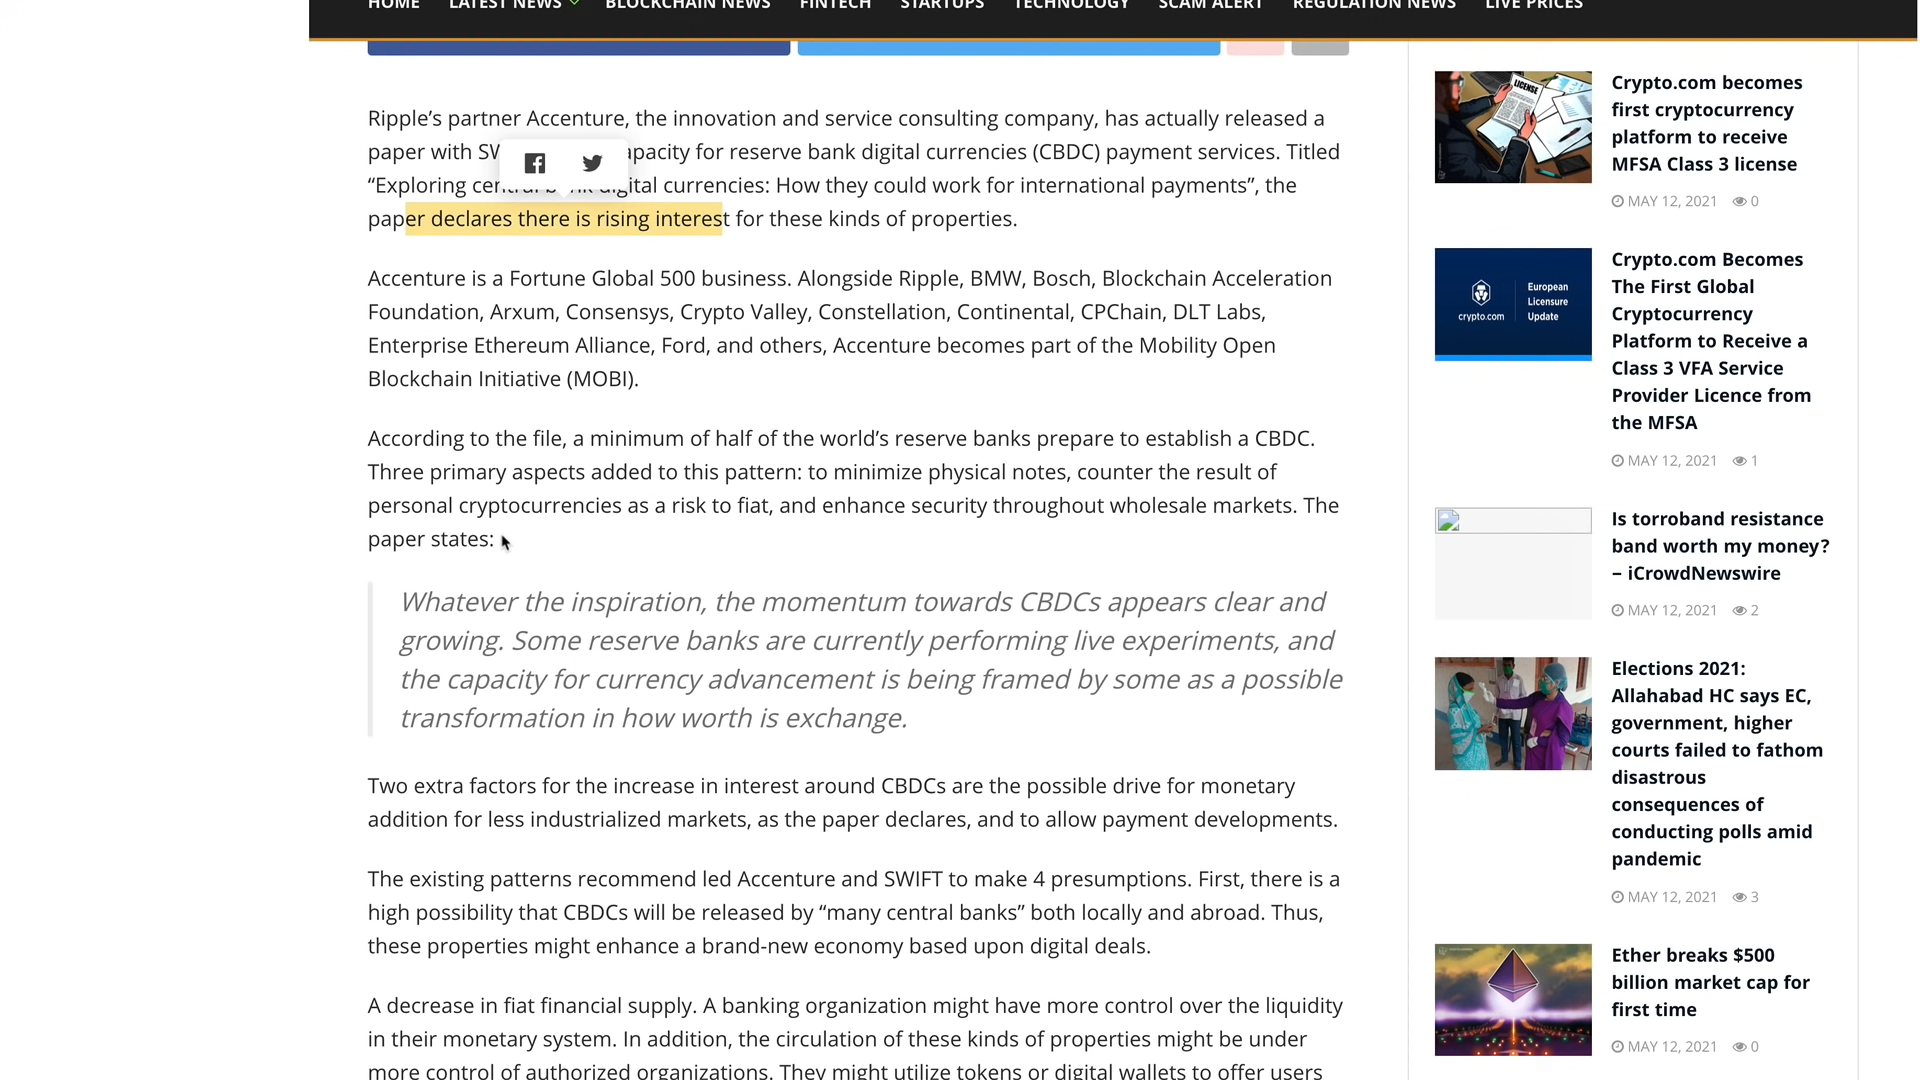 HOME LATEST NEWS BLOCKCHAIN NEWS FINTECH STARTUPS TECHNOLOGY SCAM ALERT REGULATION NEWS LIVE PRICES
Ripple’s partner Accenture, the innovation and service consulting company, has actually released a
paper with apacity for reserve bank digital currencies (CBDC) payment services. Titled
“Exploring central bank digital currencies: How they could work for international payments”, the
paper declares there is rising interest for these kinds of properties.
Accenture is a Fortune Global 500 business. Alongside Ripple, BMW, Bosch, Blockchain Acceleration
Foundation, Arxum, Consensys, Crypto Valley, Constellation, Continental, CPChain, DLT Labs,
Enterprise Ethereum Alliance, Ford, and others, Accenture becomes part of the Mobility Open
Blockchain Initiative (MOBI).
According to the file, a minimum of half of the world’s reserve banks prepare to establish a CBDC.
Three primary aspects added to this pattern: to minimize physical notes, counter the result of
personal cryptocurrencies as a risk to fiat, and enhance security throughout wholesale markets. The
paper states:
Whatever the inspiration, the momentum towards CBDCs appears clear and
growing. Some reserve banks are currently performing live experiments, and
the capacity for currency advancement is being framed by some as a possible
transformation in how worth is exchange.
Two extra factors for the increase in interest around CBDCs are the possible drive for monetary
addition for less industrialized markets, as the paper declares, and to allow payment developments.
The existing patterns recommend led Accenture and SWIFT to make 4 presumptions. First, there is a
high possibility that CBDCs will be released by “many central banks” both locally and abroad. Thus,
these properties might enhance a brand-new economy based upon digital deals.
A decrease in fiat financial supply. A banking organization might have more control over the liquidity
in their monetary system. In addition, the circulation of these kinds of properties might be under
more control of authorized organizations. They might utilize tokens or digital wallets to offer users
LICENSE
Crypto.com becomes
first cryptocurrency
platform to receive
MFSA Class 3 license
MAY 12, 2021 0
crypto.com
European
Licensure
Update
Crypto.com Becomes
The First Global
Cryptocurrency
Platform to Receive a
Class 3 VFA Service
Provider Licence from
the MFSA
MAY 12, 2021 1
Is torroband resistance
band worth my money?
– iCrowdNewswire
MAY 12, 2021 2
Elections 2021:
Allahabad HC says EC,
government, higher
courts failed to fathom
disastrous
consequences of
conducting polls amid
pandemic
MAY 12, 2021 3
Ether breaks $500
billion market cap for
first time
MAY 12, 2021 0